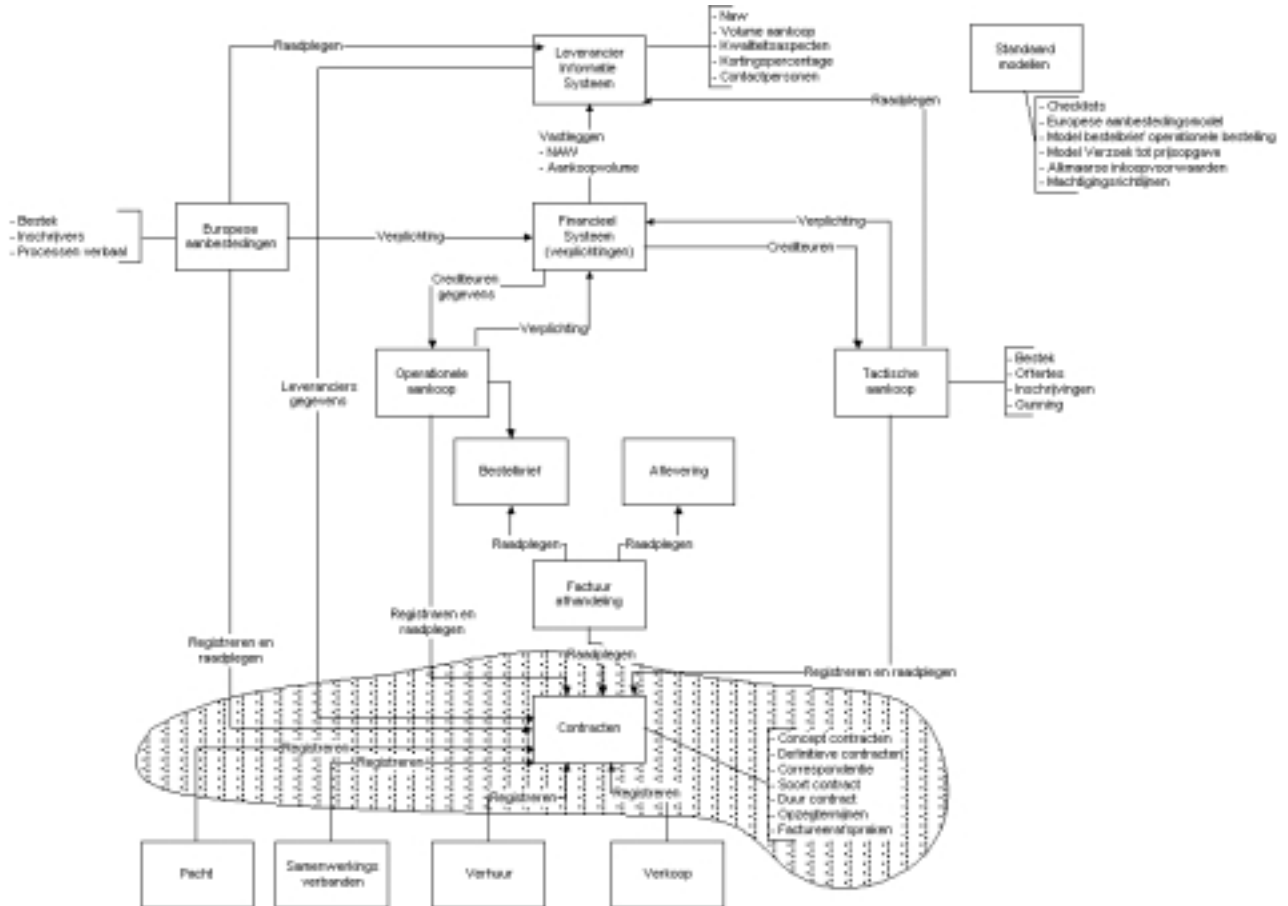 Raadplegen
Leverancier
Informatie
Systeem
- Naw
- Volume aankoop
- Kwaliteitsaspecten
- Kortingspercentage
- Contactpersonen
Standaard
modellen
Raadplegen
- Checklists
- Europese aanbestedingsmodel
- Model bestelbrief operationele bestelling
- Model Verzoek tot prijsopgave
- Alkmaarse inkoopvoorwaarden
- Machtigingsrichtlijnen
Vastleggen
- NAW
- Aankoopvolume
- Bestek
- Inschrijvers
- Processen verbaal
Europese
aanbestedingen
Verplichting
Financieel
Systeem
(verplichtingen)
Verplichting
Crediteuren
Crediteuren
gegevens
Verplichting
Leveranciers
gegevens
Operationele
aankoop
Tactische
aankoop
- Bestek
- Offertes
- Inschrijvingen
- Gunning
Bestelbrief
Aflevering
Raadplegen
Raadplegen
Factuur
afhandeling
Registreren en
raadplegen
Registreren en
raadplegen
Raadplegen
Registreren en raadplegen
Contracten
- Concept contracten
- Definitieve contracten
- Correspondentie
- Soort contract
- Duur contract
- Opzegtermijnen
- Factureerafspraken
Registreren
Registreren
Registreren
Registreren
Pacht
Samenwerkings
verbanden
Verhuur
Verkoop